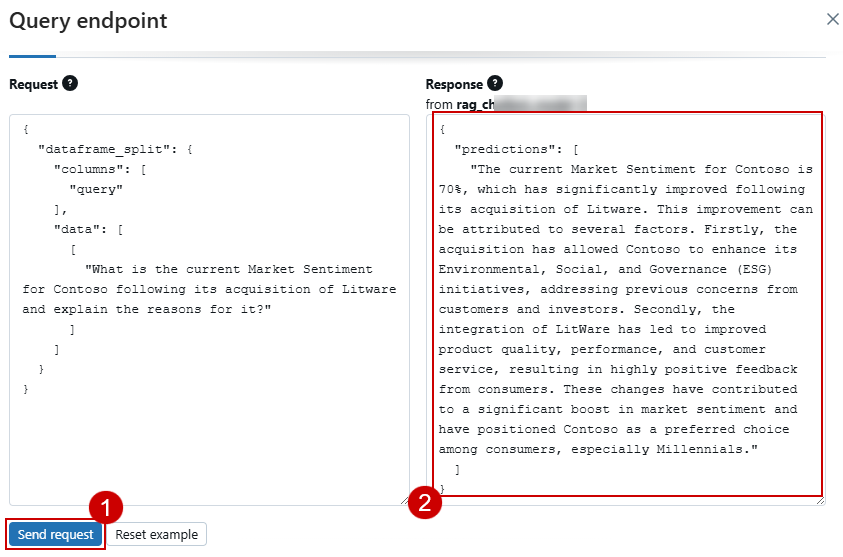 Query endpoint
Request ?
{
"dataframe_split": {
"columns": [
"query"
],
"data": [
[
"What is the current Market Sentiment
for Contoso following its acquisition of Litware
and explain the reasons for it?"
]
]
}
}
Response ?
from rag_ch
{
"predictions": [
"The current Market Sentiment for Contoso is
70%, which has significantly improved following
its acquisition of Litware. This improvement can
be attributed to several factors. Firstly, the
acquisition has allowed Contoso to enhance its
Environmental, Social, and Governance (ESG)
initiatives, addressing previous concerns from
customers and investors. Secondly, the
integration of LitWare has led to improved
product quality, performance, and customer
service, resulting in highly positive feedback
from consumers. These changes have contributed
to a significant boost in market sentiment and
have positioned Contoso as a preferred choice
among consumers, especially Millennials."
]
}
1
2
Send request
Reset example